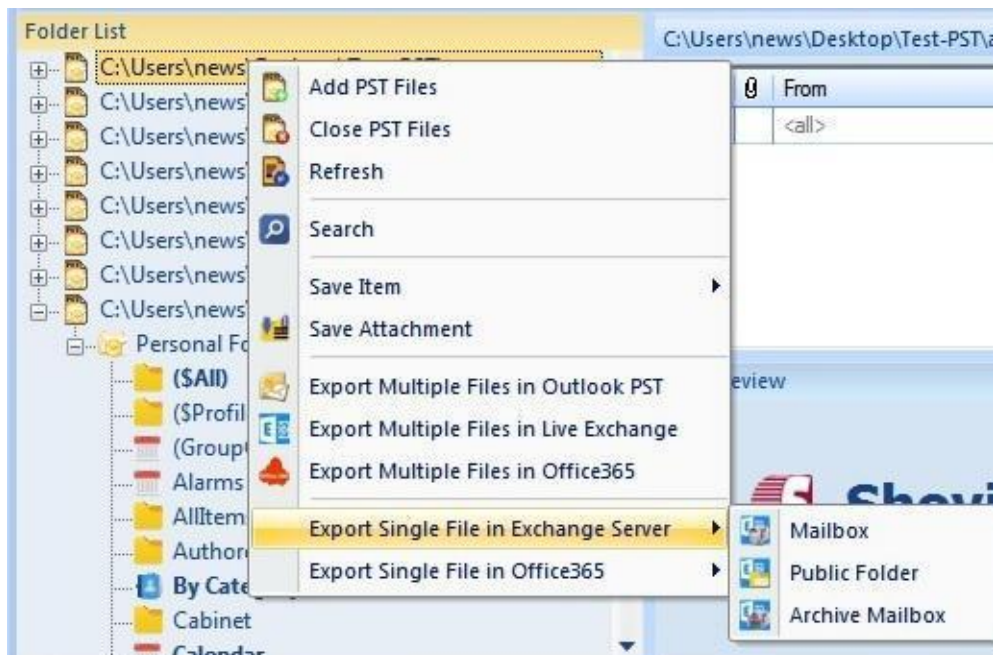 Folder List
C:\Users\news\Desktop\Test-PST\a
C:\Users\news
C:\Users\news'
C:\Users\news'
C:\Users\news'
C:\Users\news'
C:\Users\news'
C:\Users\news'
C:\Users\news'
Personal Fo
($All)
($Profil
(Group
Alarms
AllItem
Autho
By Cate
Cabinet
Calendar
Add PST Files
Close PST Files
Refresh
Search
Save Item
Save Attachment
Export Multiple Files in Outlook PST
Export Multiple Files in Live Exchange
Export Multiple Files in Office365
Export Single File in Exchange Server
Export Single File in Office365
From
<all>
eview
Shovi
Mailbox
Public Folder
Archive Mailbox